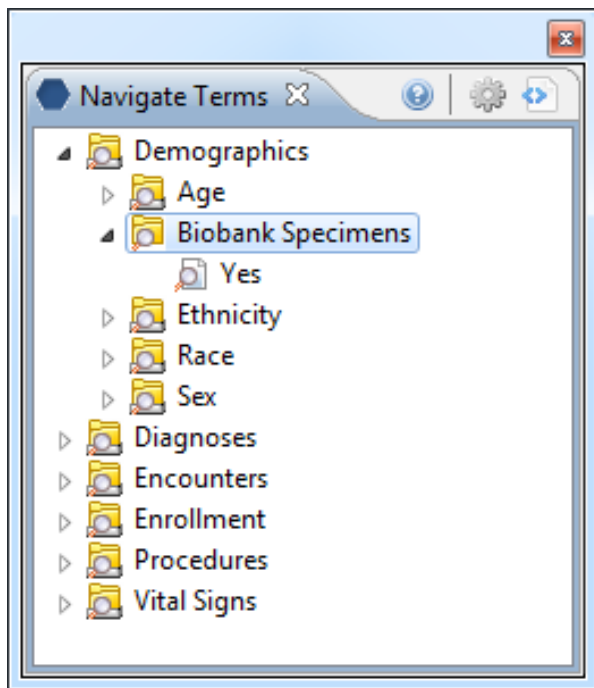 Navigate Terms
Demographics
Age
Biobank Specimens
Yes
Ethnicity
Race
Sex
Diagnoses
Encounters
Enrollment
Procedures
Vital Signs